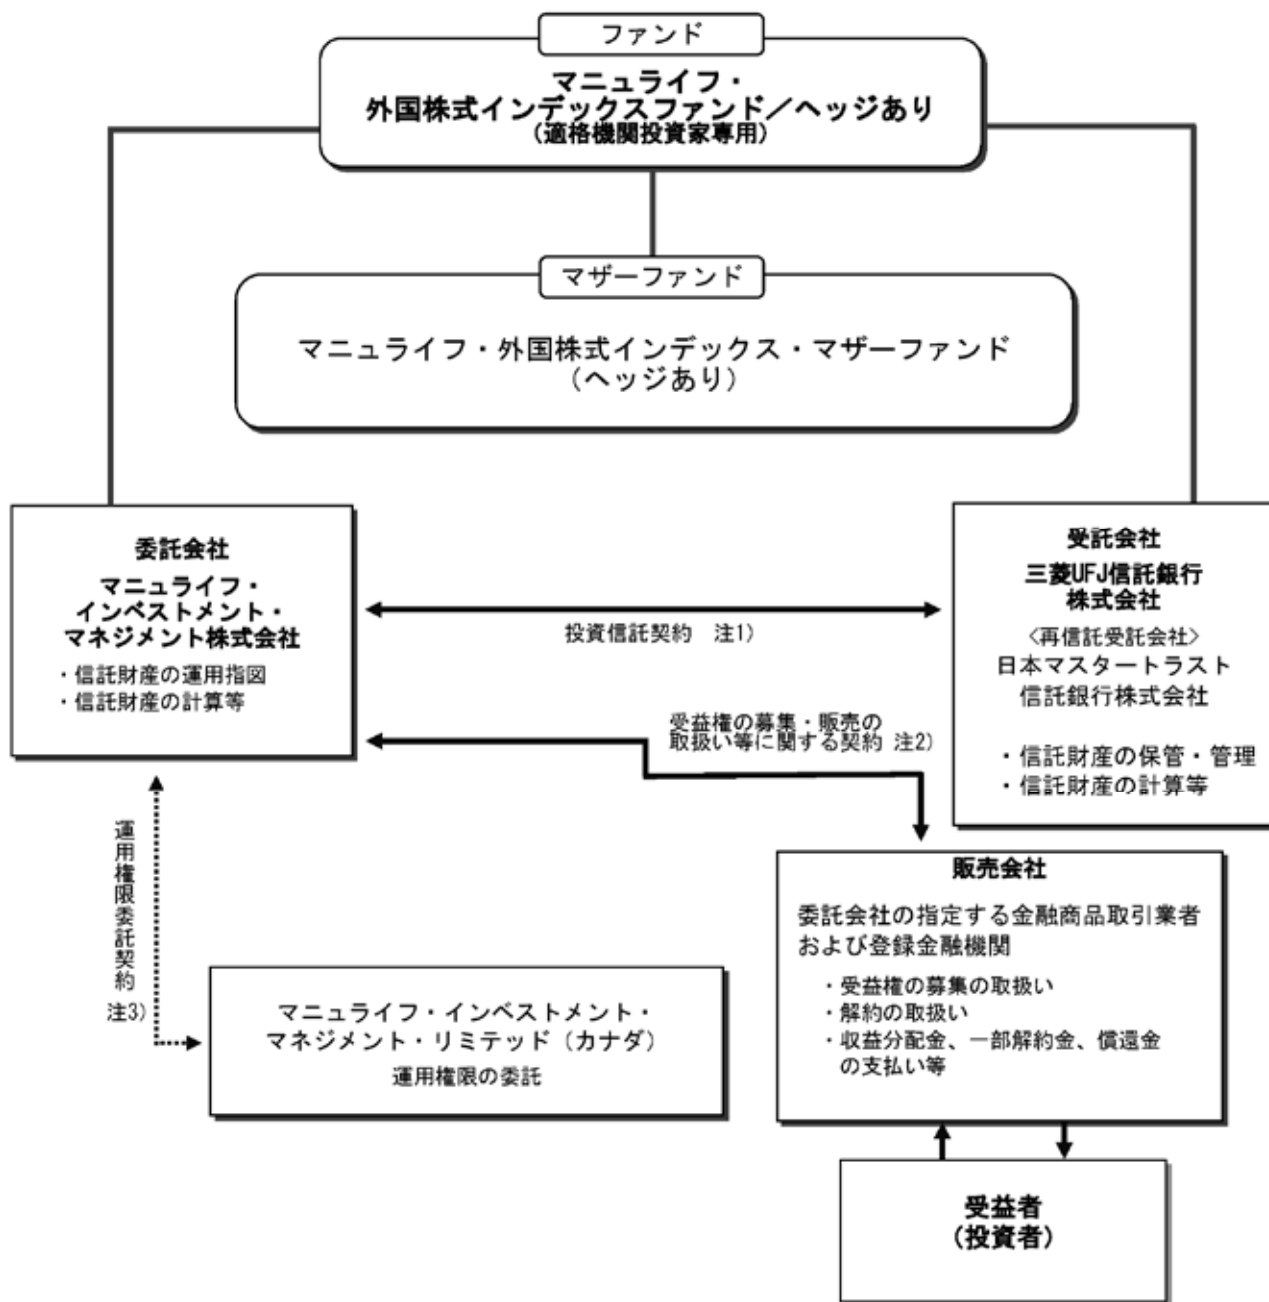 ファンド
マニュライフ・
外国株式インデックスファンド／ヘッジあり
（適格機関投資家専用）
マザーファンド
マニュライフ・外国株式インデックス・マザーファンド
（ヘッジあり）
委託会社
マニュライフ・
インベストメント・
マネジメント株式会社
・信託財産の運用指図
・信託財産の計算等
投資信託契約　注1）
受託会社
三菱UFJ信託銀行
株式会社
〈再信託受託会社〉
日本マスタートラスト
信託銀行株式会社
・信託財産の保管・管理
・信託財産の計算等
受益権の募集・販売の
取扱い等に関する契約 注2）
運用権限委託契約
注3）
マニュライフ・インベストメント・
マネジメント・リミテッド（カナダ）
運用権限の委託
販売会社
委託会社の指定する金融商品取引業者
および登録金融機関
・受益権の募集の取扱い
・解約の取扱い
・収益分配金、一部解約金、償還金
の支払い等
受益者
（投資者）